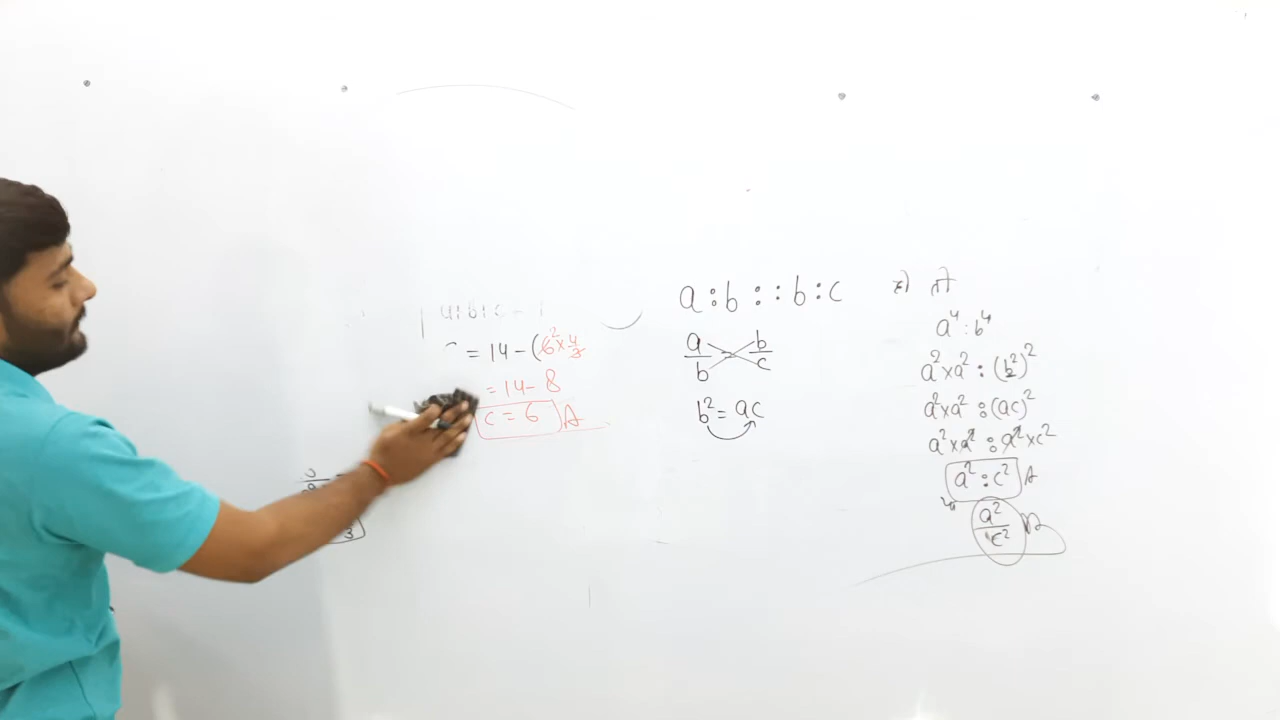 = 14 - (6² × 4/3
= 14 - 8
c = 6 A
a : b :: b : c
a/b = b/c
b² = ac
है) तो
a⁴ : b⁴
a² × a² : (b²)²
a² × a² : (ac)²
a² × a² : a² × c²
a² : c² A
a²/c²